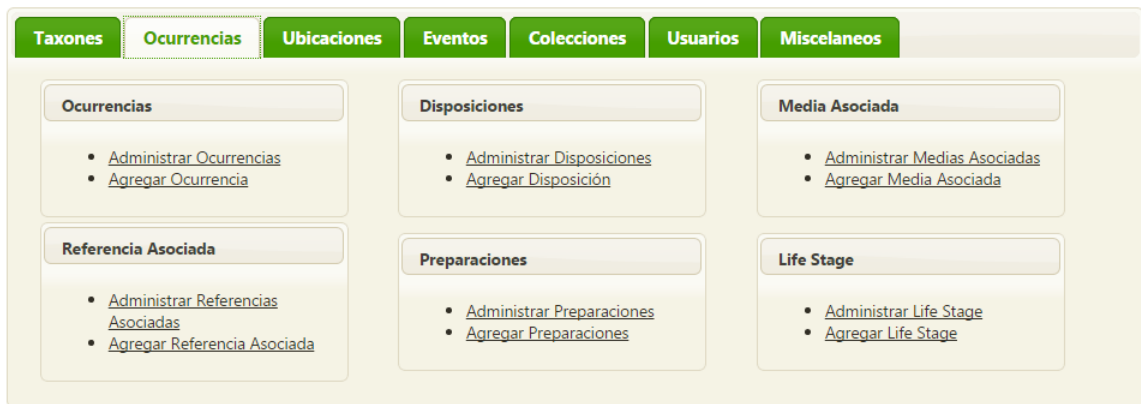 Taxones Ocurrencias Ubicaciones Eventos Colecciones Usuarios Miscelaneos
Ocurrencias
Administrar Ocurrencias
Agregar Ocurrencia
Disposiciones
Administrar Disposiciones
Agregar Disposición
Media Asociada
Administrar Medias Asociadas
Agregar Media Asociada
Referencia Asociada
Administrar Referencias
Asociadas
Agregar Referencia Asociada
Preparaciones
Administrar Preparaciones
Agregar Preparaciones
Life Stage
Administrar Life Stage
Agregar Life Stage